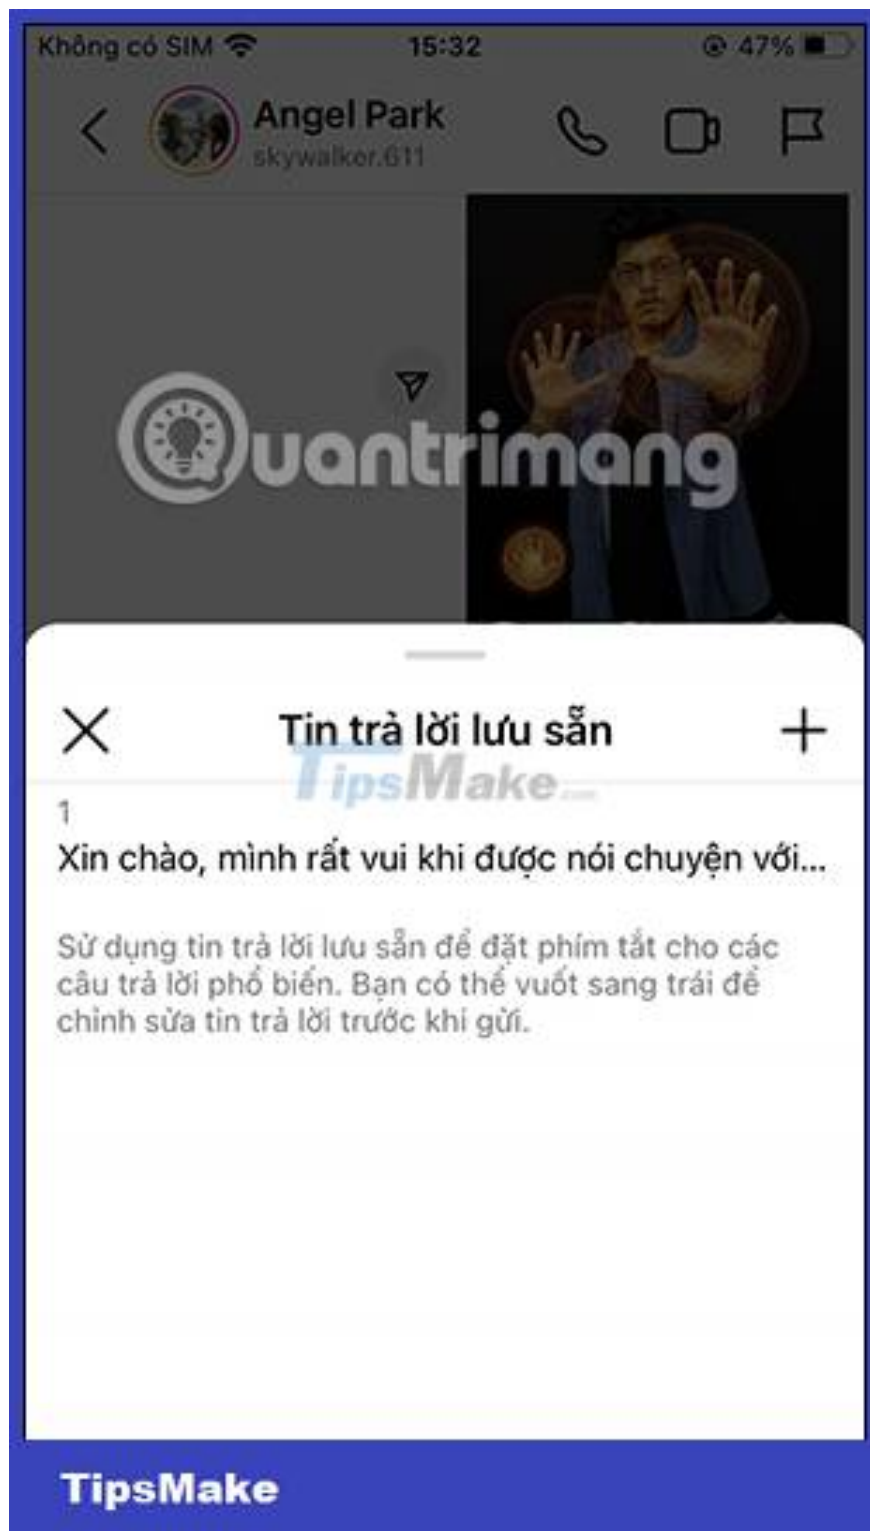 Không có SIM 15:32 47%
Angel Park
skywalker.611
Quantrimang
Tin trả lời lưu sẵn
TipsMake.com
1
Xin chào, mình rất vui khi được nói chuyện với...
Sử dụng tin trả lời lưu sẵn để đặt phím tắt cho các
câu trả lời phổ biến. Bạn có thể vuốt sang trái để
chỉnh sửa tin trả lời trước khi gửi.
TipsMake